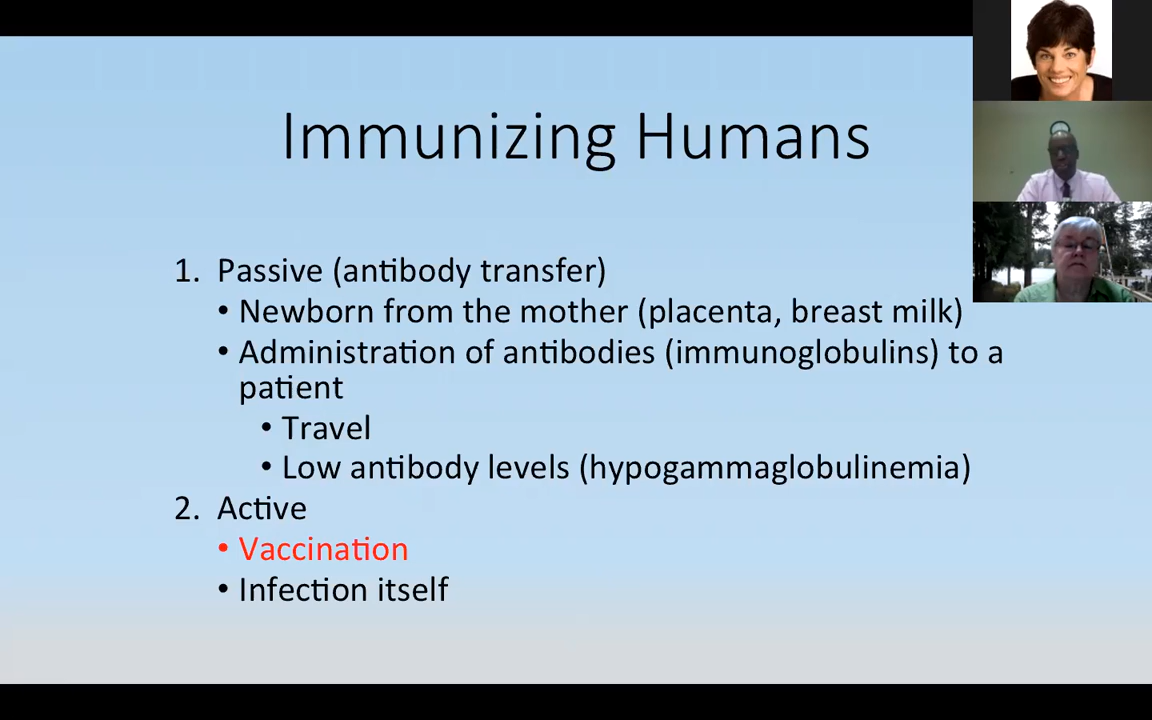 Immunizing Humans
1. Passive (antibody transfer)
• Newborn from the mother (placenta, breast milk)
• Administration of antibodies (immunoglobulins) to a
patient
• Travel
• Low antibody levels (hypogammaglobulinemia)
2. Active
• Vaccination
• Infection itself